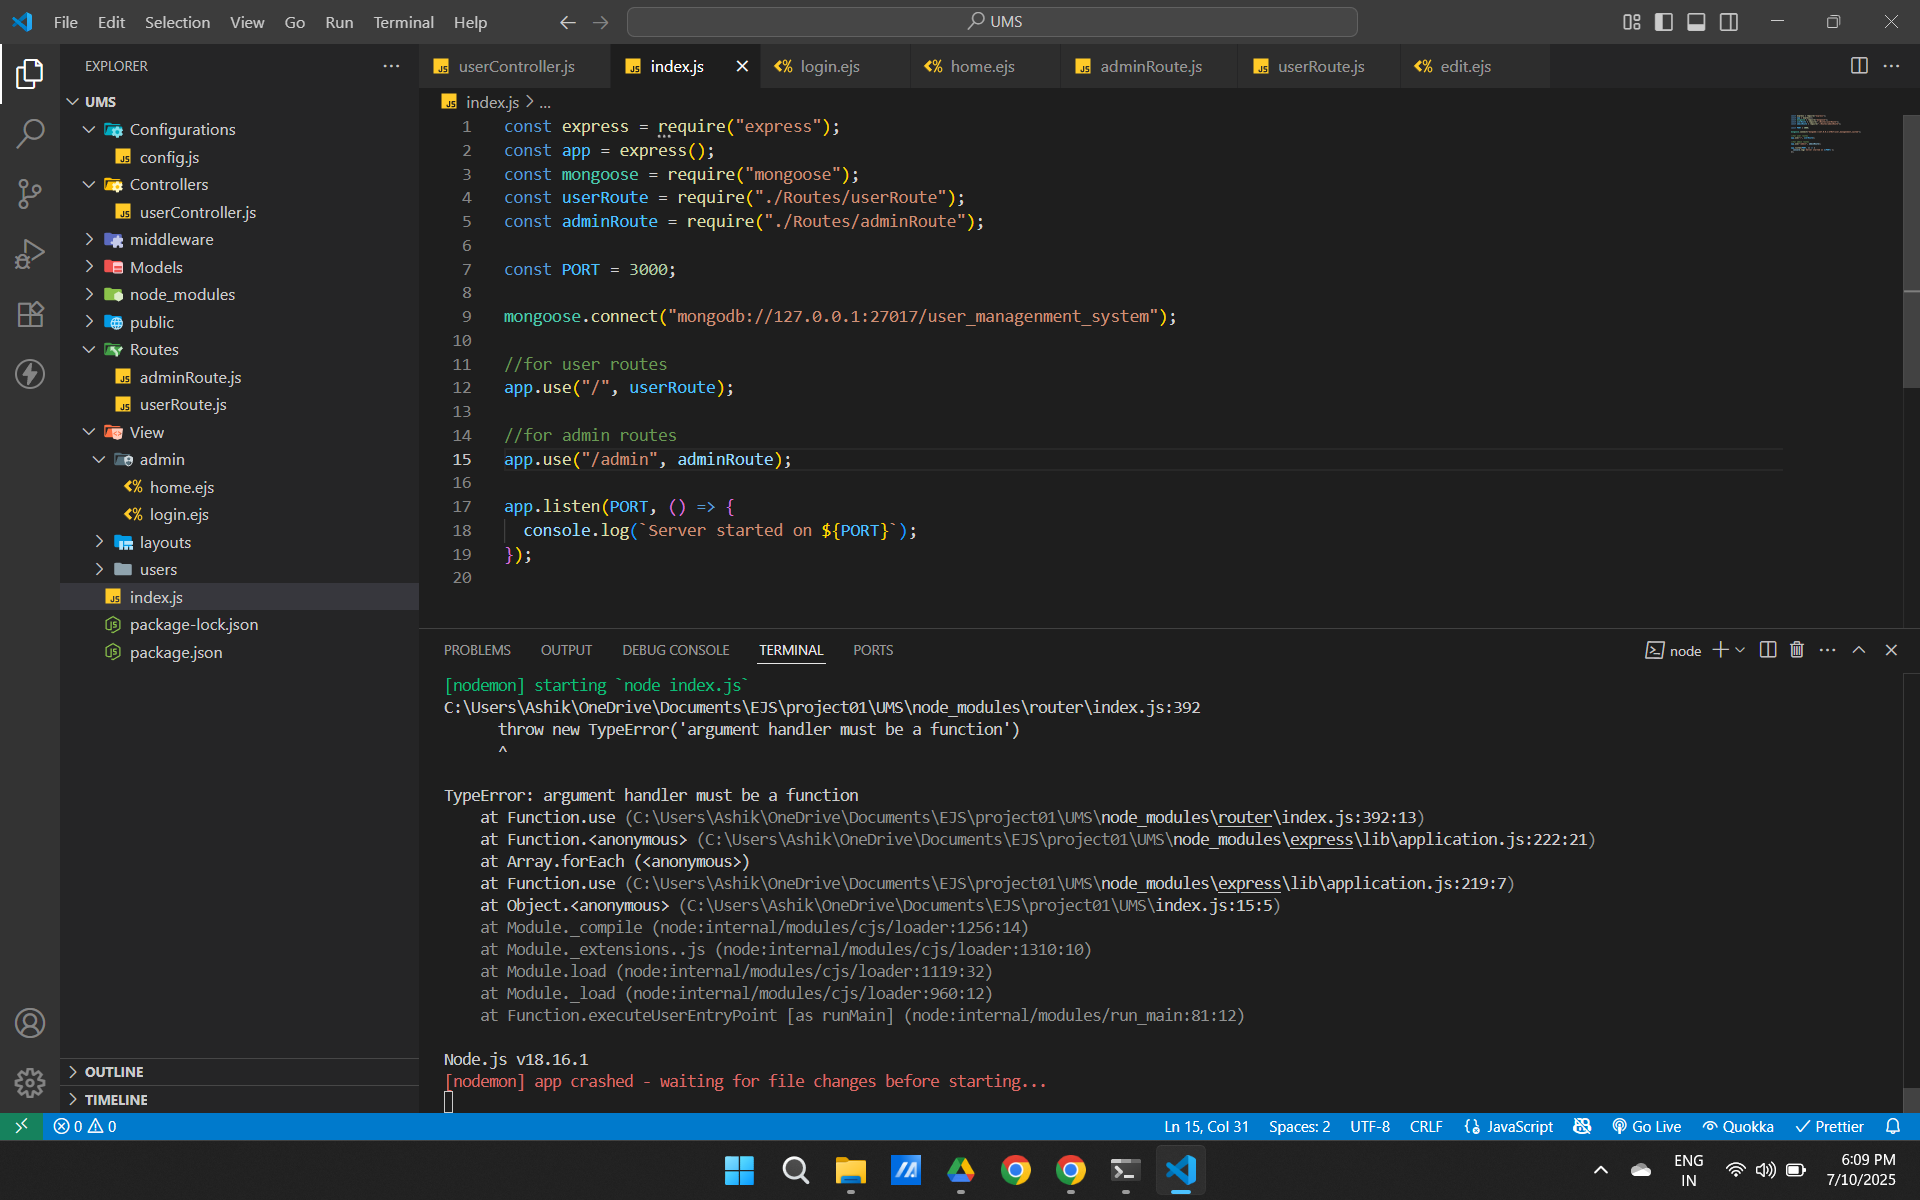 File Edit Selection View Go Run Terminal Help
UMS
EXPLORER
UMS
Configurations
config.js
Controllers
userController.js
middleware
Models
node_modules
public
Routes
adminRoute.js
userRoute.js
View
admin
home.ejs
login.ejs
layouts
users
index.js
package-lock.json
package.json
OUTLINE
TIMELINE
userController.js index.js login.ejs home.ejs adminRoute.js userRoute.js edit.ejs
index.js > ...
1 const express = require("express");
2 const app = express();
3 const mongoose = require("mongoose");
4 const userRoute = require("./Routes/userRoute");
5 const adminRoute = require("./Routes/adminRoute");
6
7 const PORT = 3000;
8
9 mongoose.connect("mongodb://127.0.0.1:27017/user_managenment_system");
10
11 //for user routes
12 app.use("/", userRoute);
13
14 //for admin routes
15 app.use("/admin", adminRoute);
16
17 app.listen(PORT, () => {
18 console.log(`Server started on ${PORT}`);
19 });
20
PROBLEMS OUTPUT DEBUG CONSOLE TERMINAL PORTS
node
[nodemon] starting `node index.js`
C:\Users\Ashik\OneDrive\Documents\EJS\project01\UMS\node_modules\router\index.js:392
throw new TypeError('argument handler must be a function')
^
TypeError: argument handler must be a function
at Function.use (C:\Users\Ashik\OneDrive\Documents\EJS\project01\UMS\node_modules\router\index.js:392:13)
at Function.<anonymous> (C:\Users\Ashik\OneDrive\Documents\EJS\project01\UMS\node_modules\express\lib\application.js:222:21)
at Array.forEach (<anonymous>)
at Function.use (C:\Users\Ashik\OneDrive\Documents\EJS\project01\UMS\node_modules\express\lib\application.js:219:7)
at Object.<anonymous> (C:\Users\Ashik\OneDrive\Documents\EJS\project01\UMS\index.js:15:5)
at Module._compile (node:internal/modules/cjs/loader:1256:14)
at Module._extensions..js (node:internal/modules/cjs/loader:1310:10)
at Module.load (node:internal/modules/cjs/loader:1119:32)
at Module._load (node:internal/modules/cjs/loader:960:12)
at Function.executeUserEntryPoint [as runMain] (node:internal/modules/run_main:81:12)
Node.js v18.16.1
[nodemon] app crashed - waiting for file changes before starting...
0 0 Ln 15, Col 31 Spaces: 2 UTF-8 CRLF JavaScript Go Live Quokka Prettier
ENG
IN
6:09 PM
7/10/2025